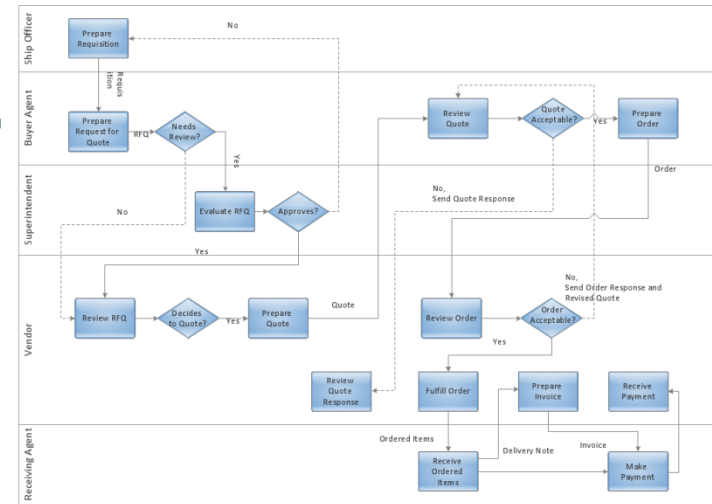 Ship Officer
Prepare
Requisition
No
Requis
ition
Buyer Agent
Prepare
Request for
Quote
RFQ
Needs
Review?
Yes
Review
Quote
Quote
Acceptable?
Yes
Prepare
Order
Order
Superintendent
No
Evaluate RFQ
Approves?
Yes
No,
Send Quote Response
Vendor
Review RFQ
Decides
to Quote?
Yes
Prepare
Quote
Quote
Review Order
Order
Acceptable?
No,
Send Order Response and
Revised Quote
Yes
Review
Quote
Response
Fulfill Order
Prepare
Invoice
Receive
Payment
Receiving Agent
Ordered Items
Receive
Ordered
Items
Delivery Note
Invoice
Make
Payment